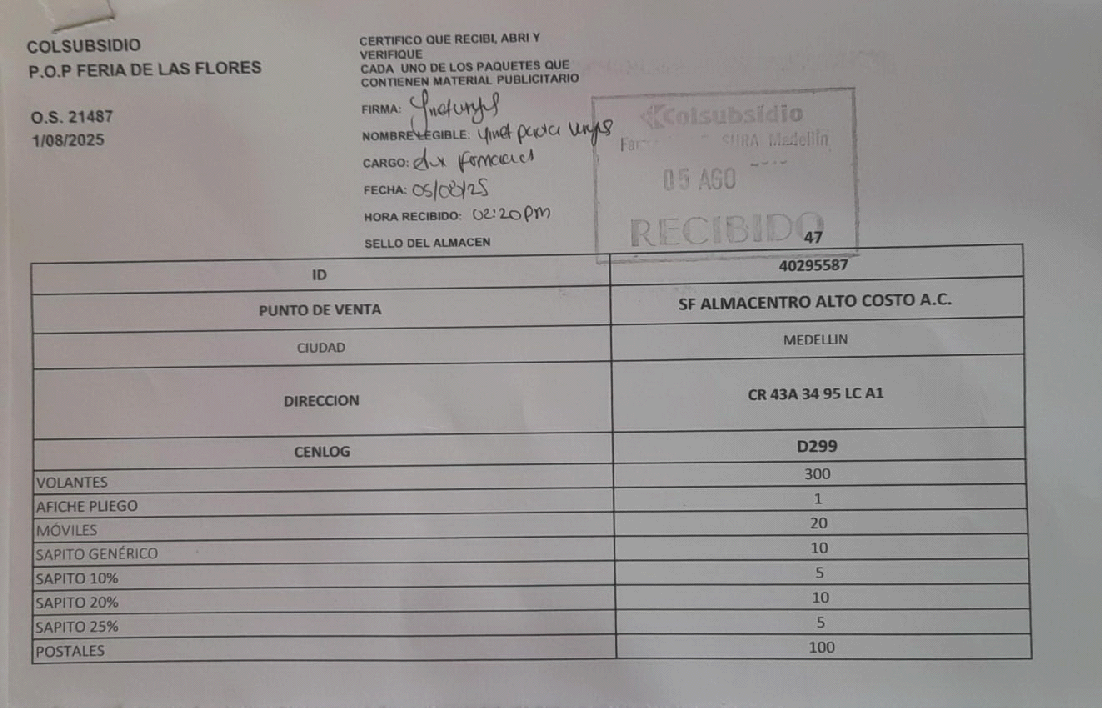 COLSUBSIDIO
P.O.P FERIA DE LAS FLORES
O.S. 21487
1/08/2025
CERTIFICO QUE RECIBI, ABRI Y
VERIFIQUE
CADA UNO DE LOS PAQUETES QUE
CONTIENEN MATERIAL PUBLICITARIO
FIRMA:
NOMBRE LEGIBLE:
CARGO:
FECHA: 05/08/25
HORA RECIBIDO: 02:20pm
SELLO DEL ALMACEN
Colsubsidio
SURA Medellín
05 AGO
RECIBIDO
47
ID 40295587
PUNTO DE VENTA SF ALMACENTRO ALTO COSTO A.C.
CIUDAD MEDELLIN
DIRECCION CR 43A 34 95 LC A1
CENLOG D299
VOLANTES 300
AFICHE PLIEGO 1
MÓVILES 20
SAPITO GENÉRICO 10
SAPITO 10% 5
SAPITO 20% 10
SAPITO 25% 5
POSTALES 100